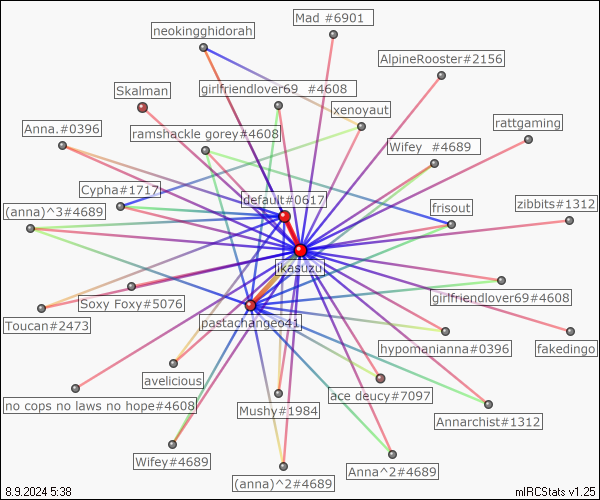 Mad #6901
neokingghidorah
AlpineRooster#2156
Skalman
girlfriendlover69_ #4608
xenoyaut
rattgaming
Anna.#0396
ramshackle gorey#4608
Wifey #4689
Cypha#1717
default#0617
(anna)^3#4689
frisout
zibbits#1312
ikasuzu
Soxy Foxy#5076
girlfriendlover69#4608
Toucan#2473
pastachangeo41
hypomanianna#0396
fakedingo
avelicious
ace deucy#7097
no cops no laws no hope#4608
Mushy#1984
Annarchist#1312
Wifey#4689
(anna)^2#4689
Anna^2#4689
8.9.2024 5:38
mIRCStats v1.25